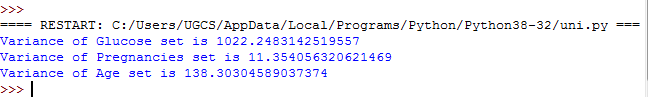 >>>
==== RESTART: C:/Users/UGCS/AppData/Local/Programs/Python/Python38-32/uni.py ===
Variance of Glucose set is 1022.2483142519557
Variance of Pregnancies set is 11.354056320621469
Variance of Age set is 138.30304589037374
>>>